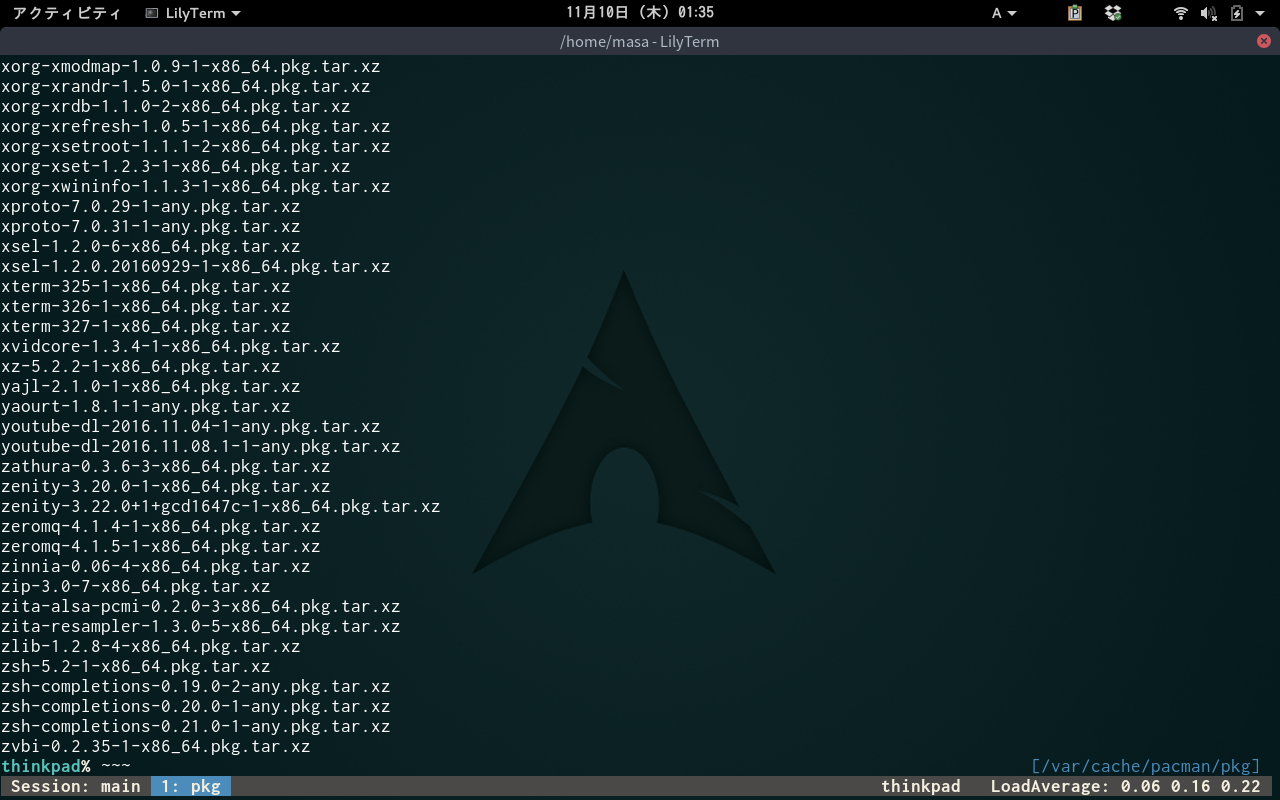 アクティビティ LilyTerm 11月10日 (木) 01:35 A
/home/masa - LilyTerm
xorg-xmodmap-1.0.9-1-x86_64.pkg.tar.xz
xorg-xrandr-1.5.0-1-x86_64.pkg.tar.xz
xorg-xrdb-1.1.0-2-x86_64.pkg.tar.xz
xorg-xrefresh-1.0.5-1-x86_64.pkg.tar.xz
xorg-xsetroot-1.1.1-2-x86_64.pkg.tar.xz
xorg-xset-1.2.3-1-x86_64.pkg.tar.xz
xorg-xwininfo-1.1.3-1-x86_64.pkg.tar.xz
xproto-7.0.29-1-any.pkg.tar.xz
xproto-7.0.31-1-any.pkg.tar.xz
xsel-1.2.0-6-x86_64.pkg.tar.xz
xsel-1.2.0.20160929-1-x86_64.pkg.tar.xz
xterm-325-1-x86_64.pkg.tar.xz
xterm-326-1-x86_64.pkg.tar.xz
xterm-327-1-x86_64.pkg.tar.xz
xvidcore-1.3.4-1-x86_64.pkg.tar.xz
xz-5.2.2-1-x86_64.pkg.tar.xz
yajl-2.1.0-1-x86_64.pkg.tar.xz
yaourt-1.8.1-1-any.pkg.tar.xz
youtube-dl-2016.11.04-1-any.pkg.tar.xz
youtube-dl-2016.11.08.1-1-any.pkg.tar.xz
zathura-0.3.6-3-x86_64.pkg.tar.xz
zenity-3.20.0-1-x86_64.pkg.tar.xz
zenity-3.22.0+1+gcd1647c-1-x86_64.pkg.tar.xz
zeromq-4.1.4-1-x86_64.pkg.tar.xz
zeromq-4.1.5-1-x86_64.pkg.tar.xz
zinnia-0.06-4-x86_64.pkg.tar.xz
zip-3.0-7-x86_64.pkg.tar.xz
zita-alsa-pcmi-0.2.0-3-x86_64.pkg.tar.xz
zita-resampler-1.3.0-5-x86_64.pkg.tar.xz
zlib-1.2.8-4-x86_64.pkg.tar.xz
zsh-5.2-1-x86_64.pkg.tar.xz
zsh-completions-0.19.0-2-any.pkg.tar.xz
zsh-completions-0.20.0-1-any.pkg.tar.xz
zsh-completions-0.21.0-1-any.pkg.tar.xz
zvbi-0.2.35-1-x86_64.pkg.tar.xz
thinkpad% ~~~ [/var/cache/pacman/pkg]
Session: main 1: pkg thinkpad LoadAverage: 0.06 0.16 0.22